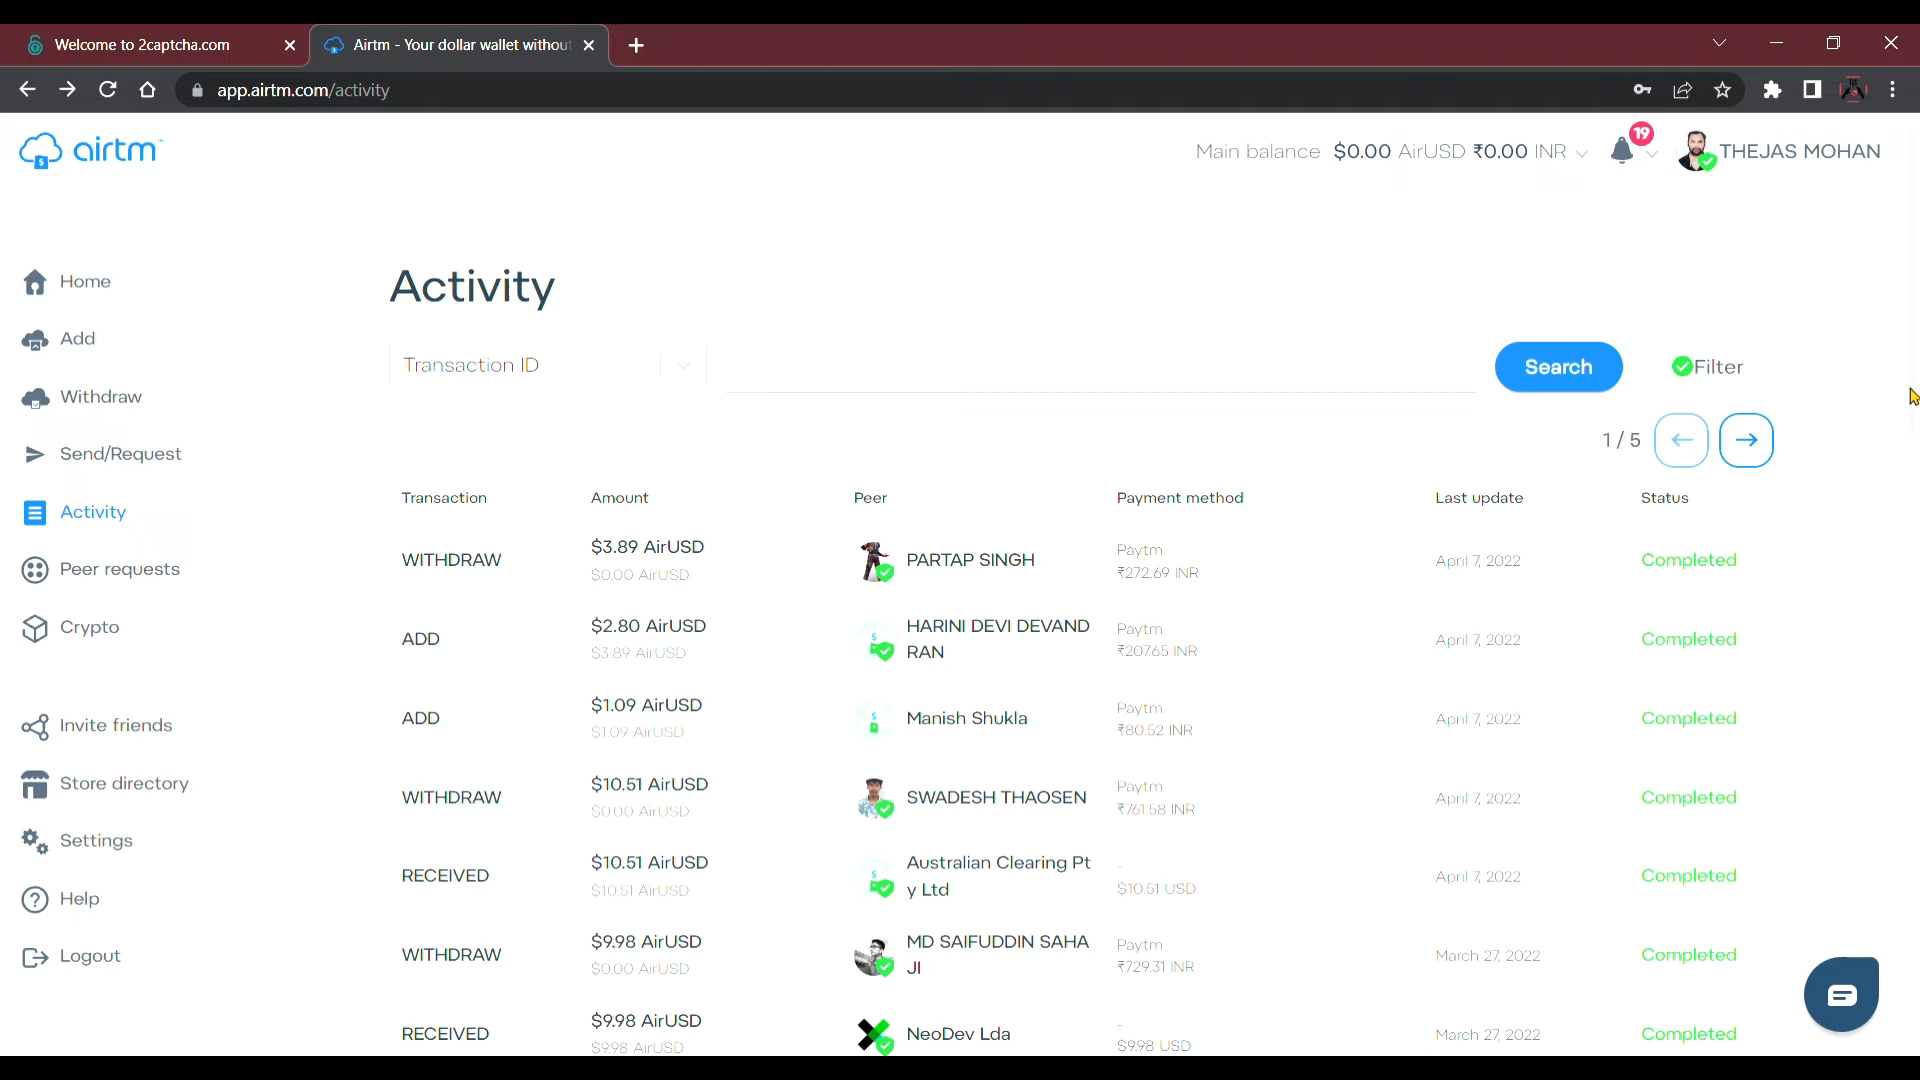 Welcome to 2captcha.com
Airtm - Your dollar wallet withou
app.airtm.com/activity
airtm
Main balance $0.00 AirUSD ₹0.00 INR
19
THEJAS MOHAN
Home
Add
Withdraw
Send/Request
Activity
Peer requests
Crypto
Invite friends
Store directory
Settings
Help
Logout
Activity
Transaction ID
Search
Filter
1 / 5
Transaction Amount Peer Payment method Last update Status
WITHDRAW
$3.89 AirUSD
$0.00 AirUSD
PARTAP SINGH
Paytm
₹272.69 INR
April 7, 2022
Completed
ADD
$2.80 AirUSD
$3.89 AirUSD
HARINI DEVI DEVAND
RAN
Paytm
₹207.65 INR
April 7, 2022
Completed
ADD
$1.09 AirUSD
$1.09 AirUSD
Manish Shukla
Paytm
₹80.52 INR
April 7, 2022
Completed
WITHDRAW
$10.51 AirUSD
$0.00 AirUSD
SWADESH THAOSEN
Paytm
₹761.58 INR
April 7, 2022
Completed
RECEIVED
$10.51 AirUSD
$10.51 AirUSD
Australian Clearing Pt
y Ltd
-
$10.51 USD
April 7, 2022
Completed
WITHDRAW
$9.98 AirUSD
$0.00 AirUSD
MD SAIFUDDIN SAHA
JI
Paytm
₹729.31 INR
March 27, 2022
Completed
RECEIVED
$9.98 AirUSD
$9.98 AirUSD
NeoDev Lda
-
$9.98 USD
March 27, 2022
Completed